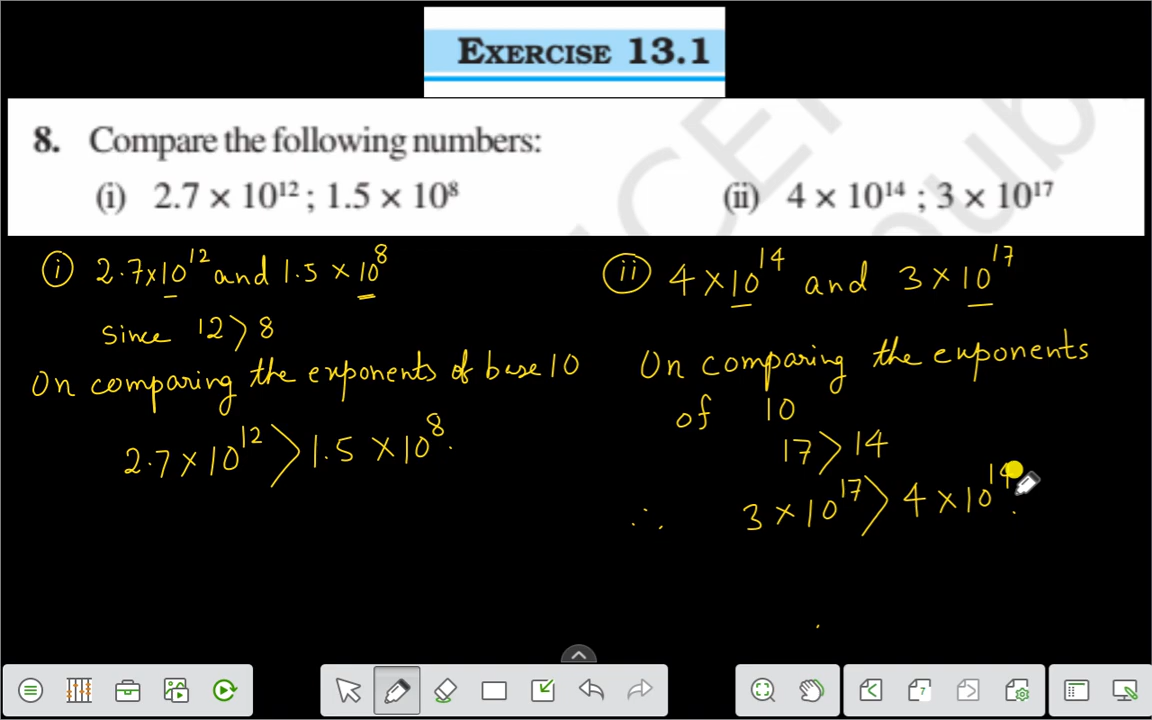 EXERCISE 13.1
8. Compare the following numbers:
(i) 2.7 × 10¹² ; 1.5 × 10⁸ (ii) 4 × 10¹⁴ ; 3 × 10¹⁷
(i) 2.7×10¹² and 1.5 × 10⁸
Since 12 > 8
On comparing the exponents of base 10
2.7 × 10¹² > 1.5 × 10⁸.
(ii) 4 × 10¹⁴ and 3 × 10¹⁷
On comparing the exponents
of 10
17 > 14
∴ 3 × 10¹⁷ > 4 × 10¹⁴.
7